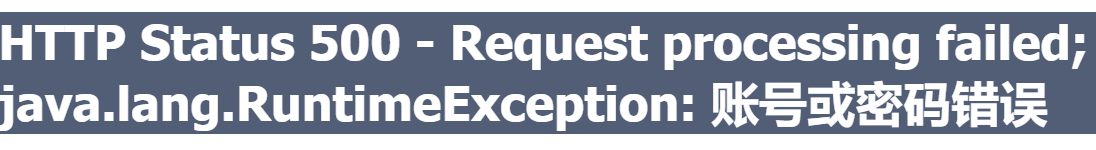 HTTP Status 500 - Request processing failed;
java.lang.RuntimeException: 账号或密码错误